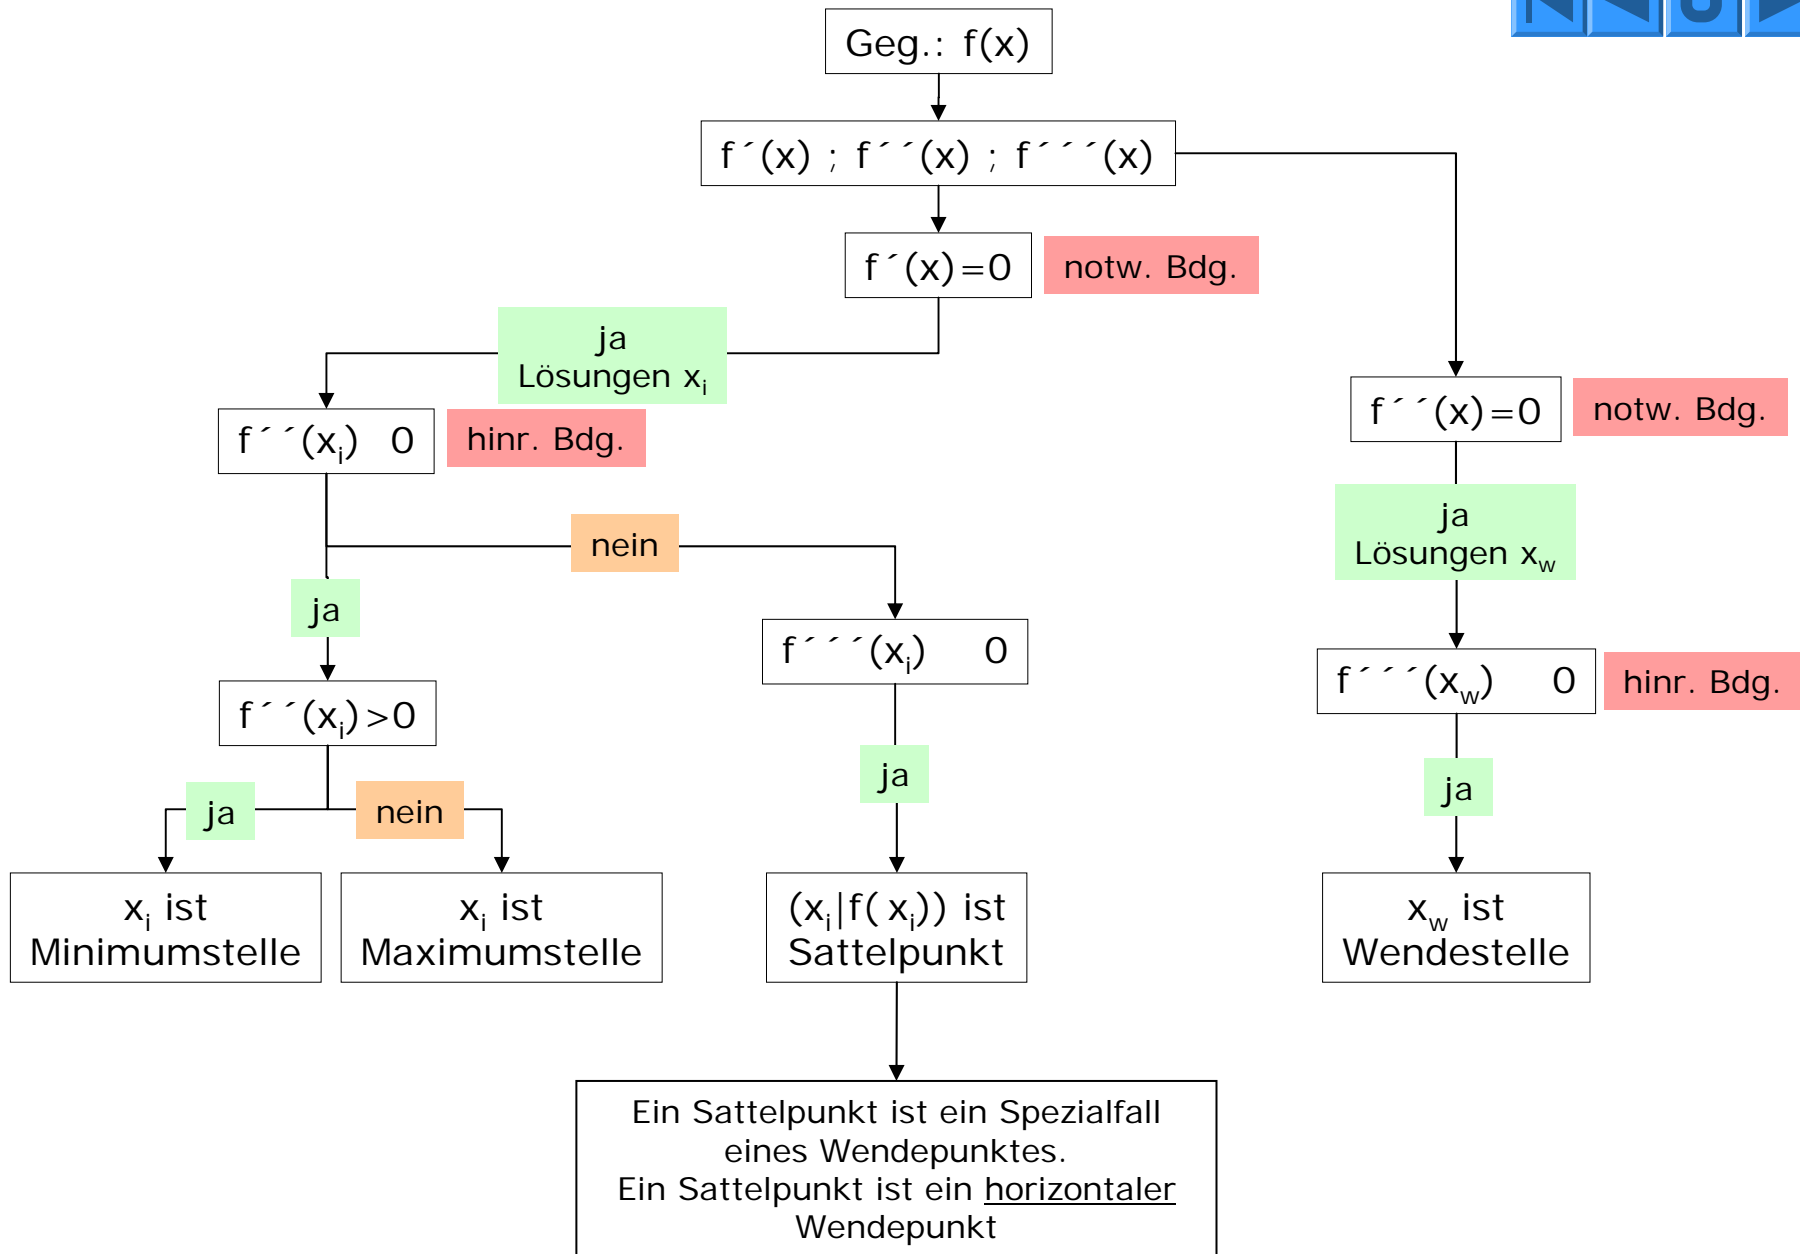 Geg.: f(x)
f´(x) ; f´´(x) ; f´´´(x)
f´(x)=0
notw. Bdg.
ja
Lösungen xi
f´´(xi) 0
hinr. Bdg.
f´´(x)=0
notw. Bdg.
nein
ja
Lösungen xw
ja
f´´´(xi) 0
f´´´(xw) 0
hinr. Bdg.
f´´(xi)>0
ja
ja
ja
nein
xi ist
Minimumstelle
xi ist
Maximumstelle
(xi|f( xi)) ist
Sattelpunkt
xw ist
Wendestelle
Ein Sattelpunkt ist ein Spezialfall
eines Wendepunktes.
Ein Sattelpunkt ist ein horizontaler
Wendepunkt